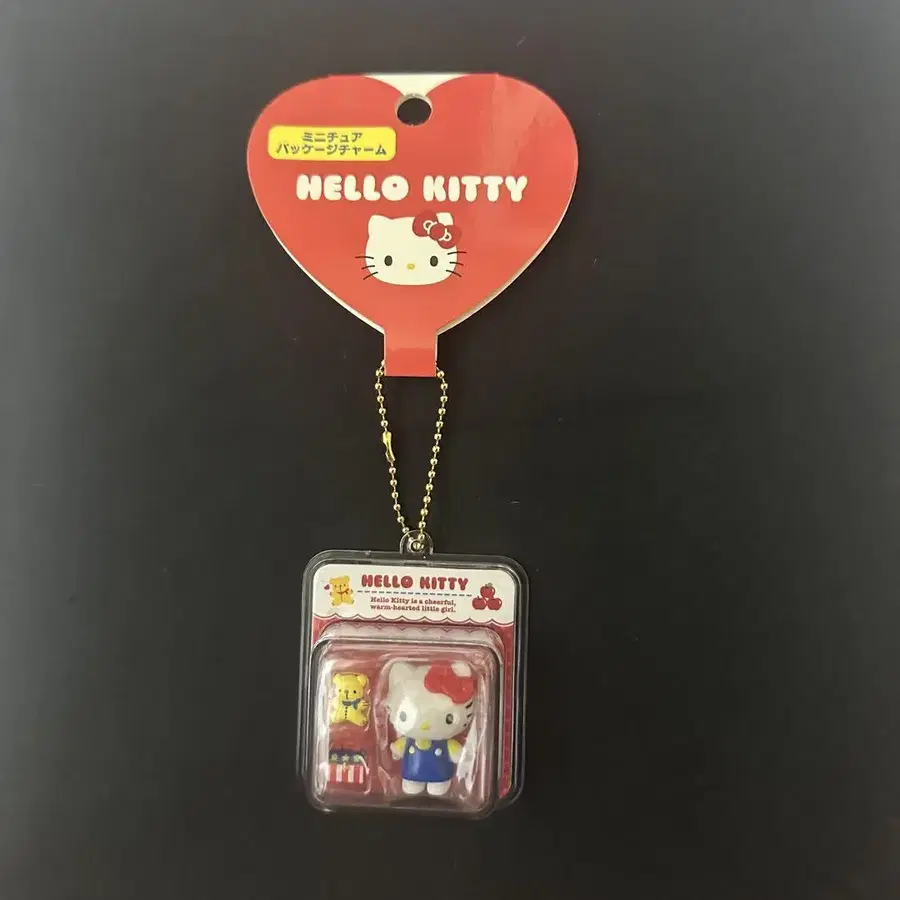 ミニチュア
パッケージチャーム
HELLO KITTY
HELLO KITTY
Hello Kitty is a cheerful,
warm-hearted little girl.